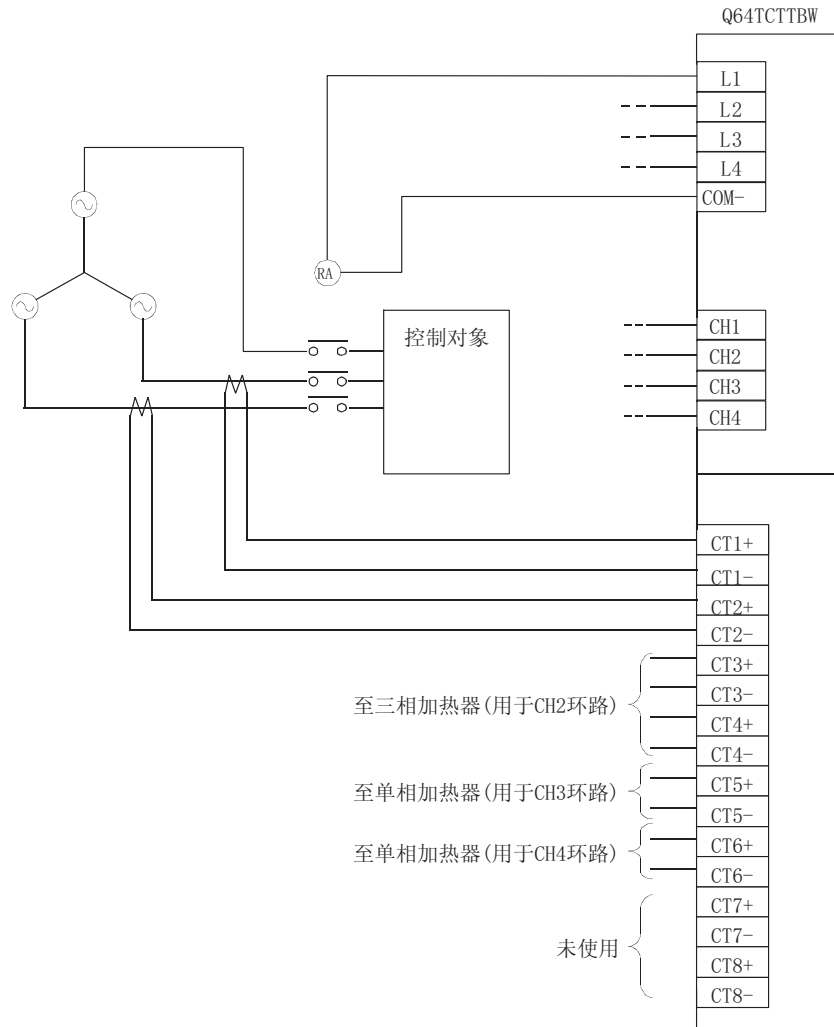 Q64TCTTBW
L1
L2
L3
L4
COM-
RA
控制对象
CH1
CH2
CH3
CH4
CT1+
CT1-
CT2+
CT2-
CT3+
至三相加热器(用于CH2环路)
CT3-
CT4+
CT4-
CT5+
至单相加热器(用于CH3环路)
CT5-
CT6+
至单相加热器(用于CH4环路)
CT6-
CT7+
CT7-
未使用
CT8+
CT8-